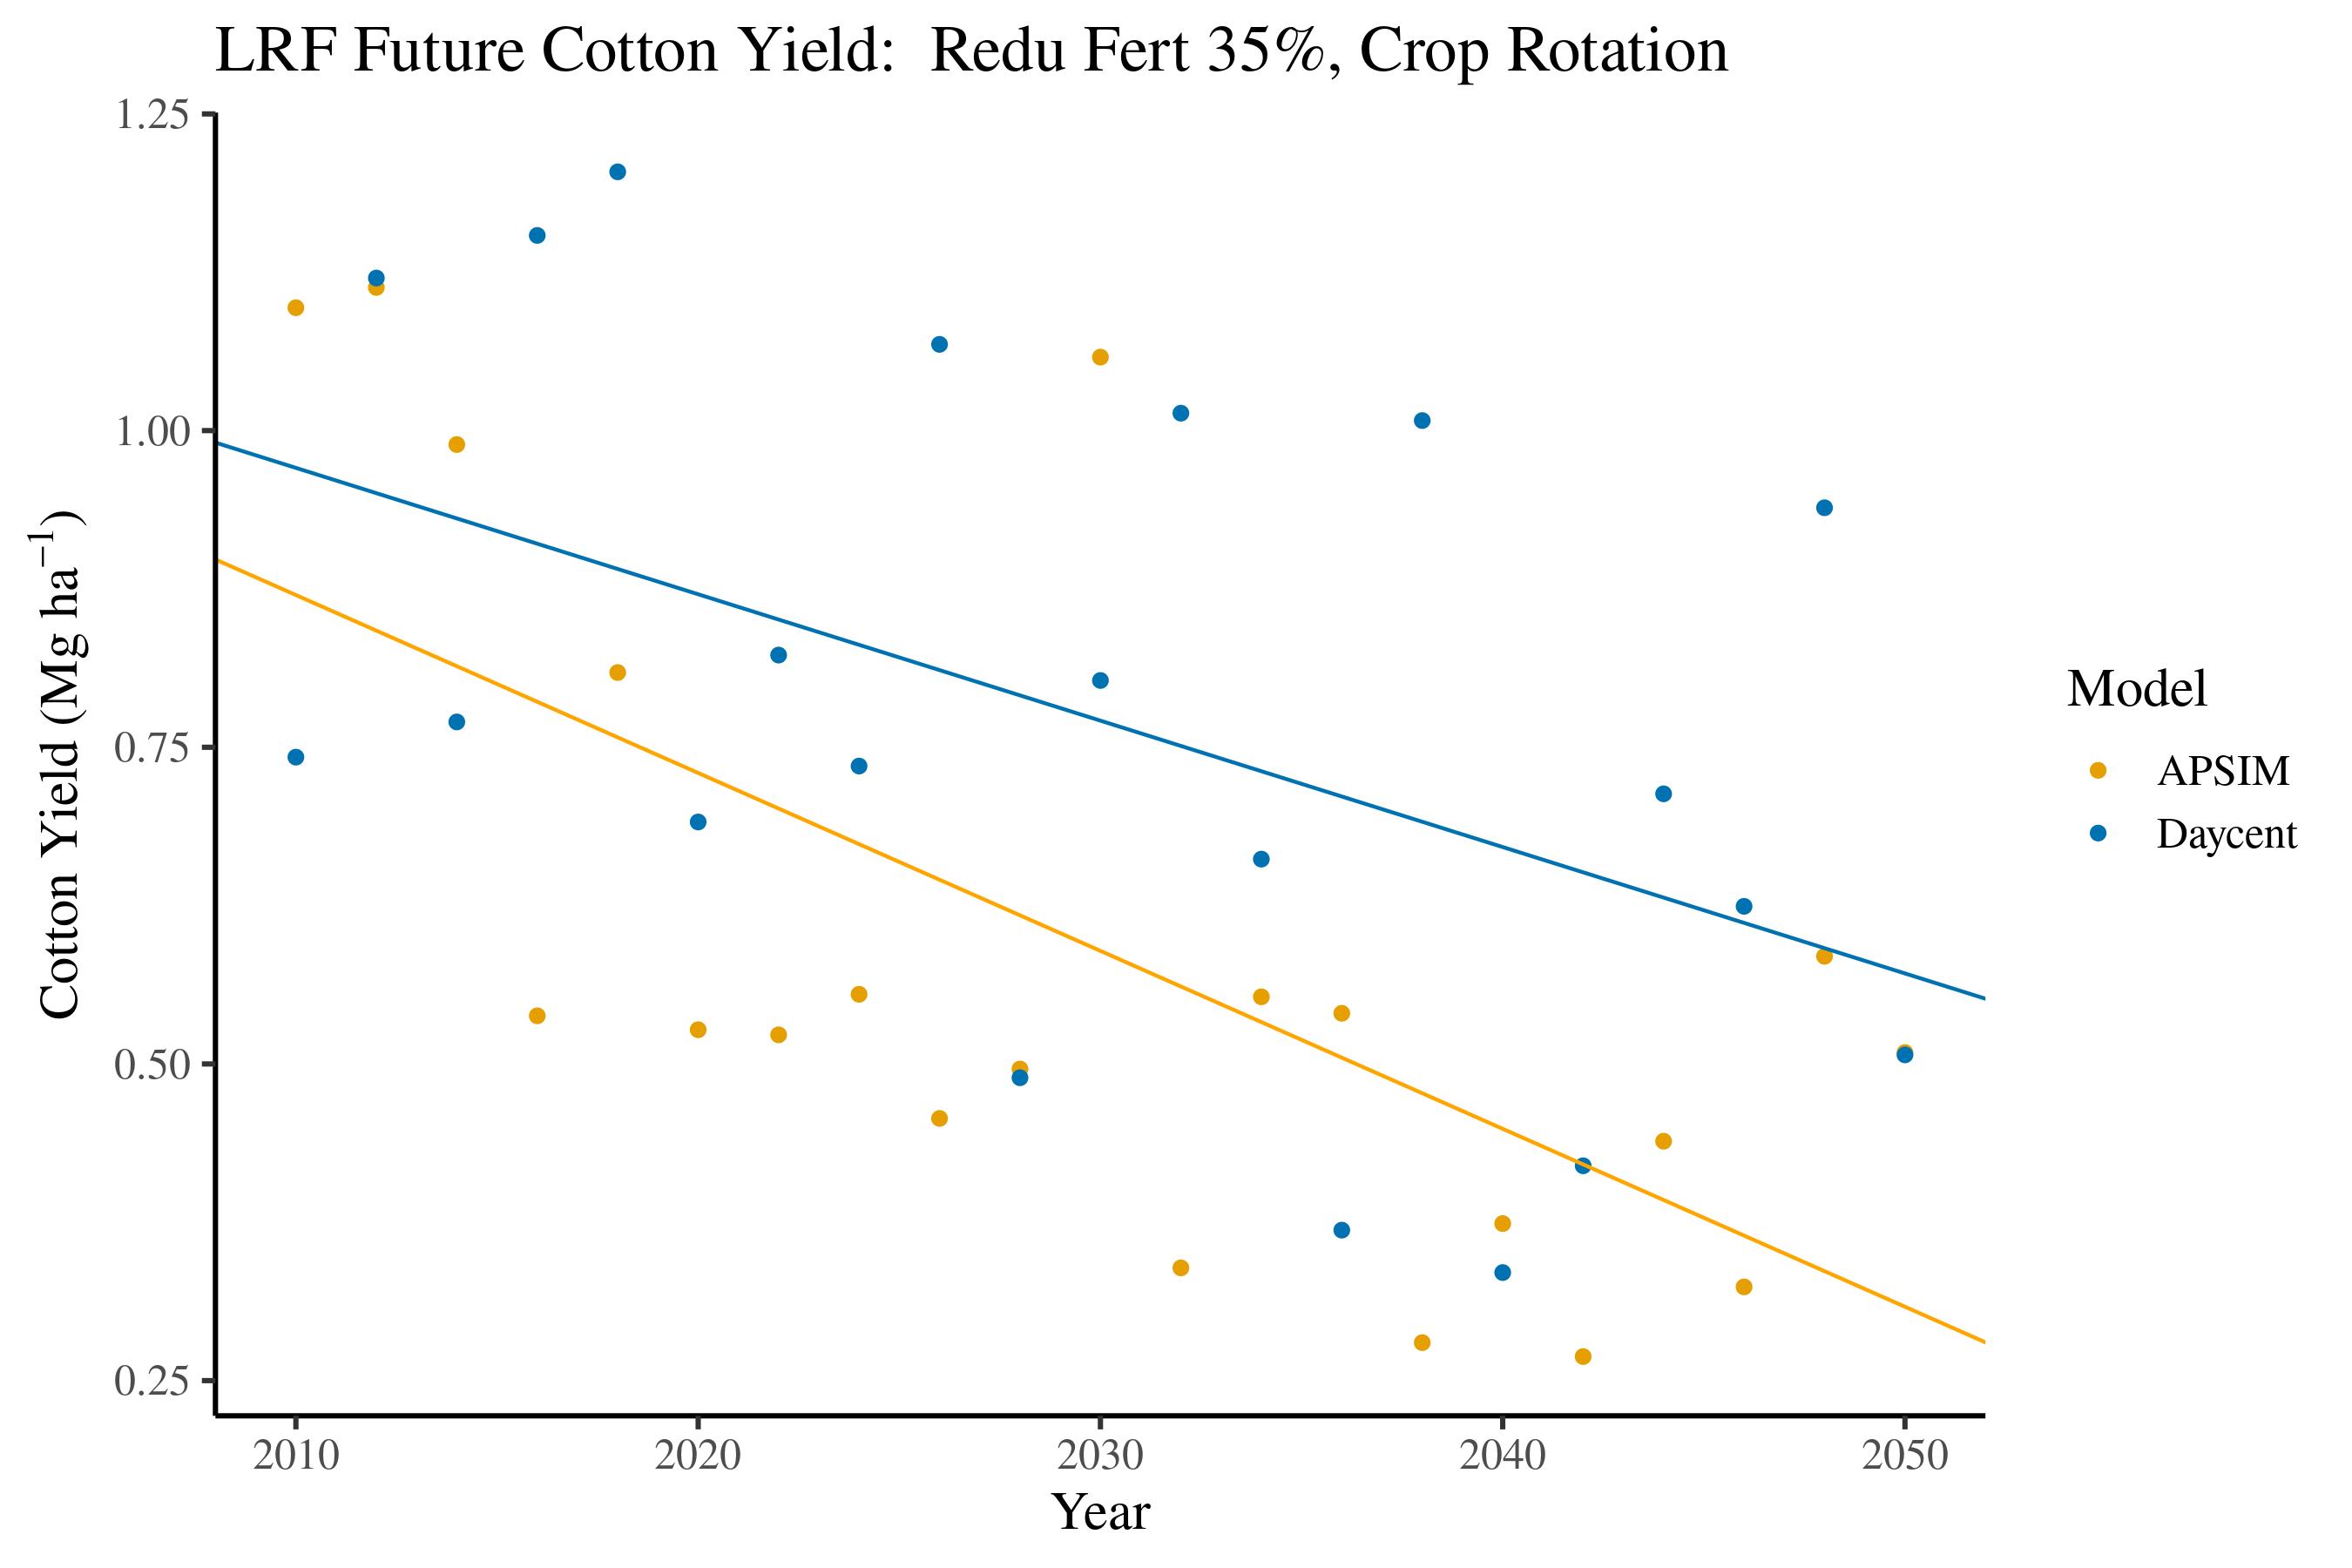 LRF Future Cotton Yield:  Redu Fert 35%, Crop Rotation
1.25
1.00
0.75
0.50
0.25
Cotton Yield (Mg ha⁻¹)
2010 2020 2030 2040 2050
Year
Model
APSIM
Daycent